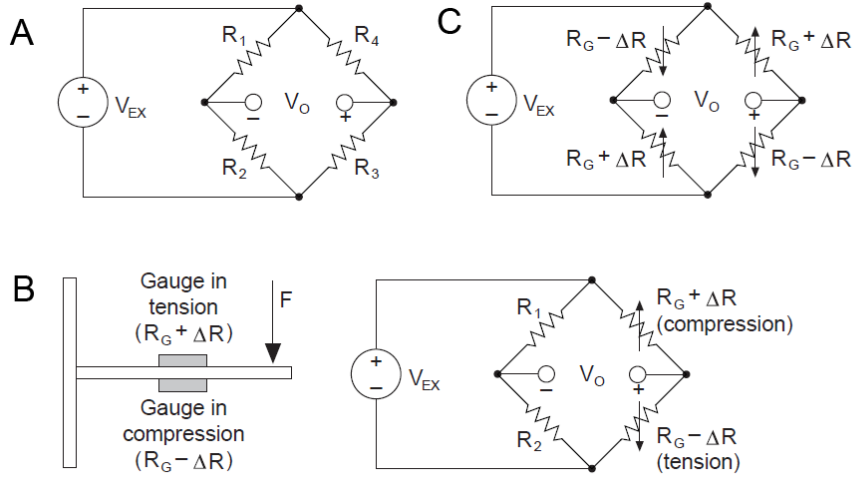 A
R1
R4
+
−
VEX
−
VO
+
R2
R3
C
RG − ΔR
RG + ΔR
+
−
VEX
−
VO
+
RG + ΔR
RG − ΔR
B
Gauge in
tension
(RG + ΔR)
F
Gauge in
compression
(RG − ΔR)
R1
RG + ΔR
(compression)
+
−
VEX
−
VO
+
R2
RG − ΔR
(tension)